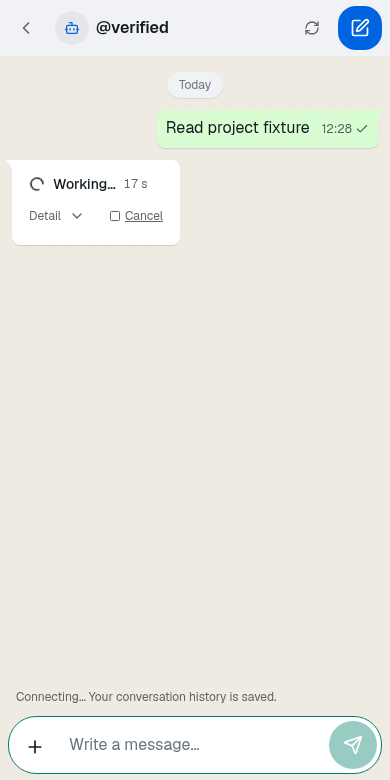 @verified
Today
Read project fixture 12:28
Working... 17 s
Detail Cancel
Connecting... Your conversation history is saved.
Write a message...